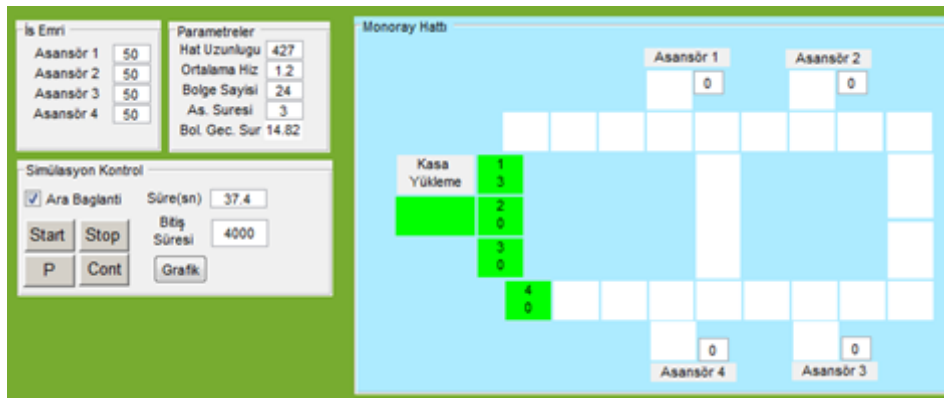 İs Emri
Asansör 1 50
Asansör 2 50
Asansör 3 50
Asansör 4 50
Parametreler
Hat Uzunlugu 427
Ortalama Hiz 1.2
Bolge Sayisi 24
As. Suresi 3
Bol. Gec. Sur 14.82
Simülasyon Kontrol
Ara Baglanti Süre(sn) 37.4
Start Stop
Bitiş
Süresi 4000
P Cont Grafik
Monoray Hattı
Asansör 1 Asansör 2
0 0
Kasa
Yükleme
1
3
2
0
3
0
4
0
0 0
Asansör 4 Asansör 3